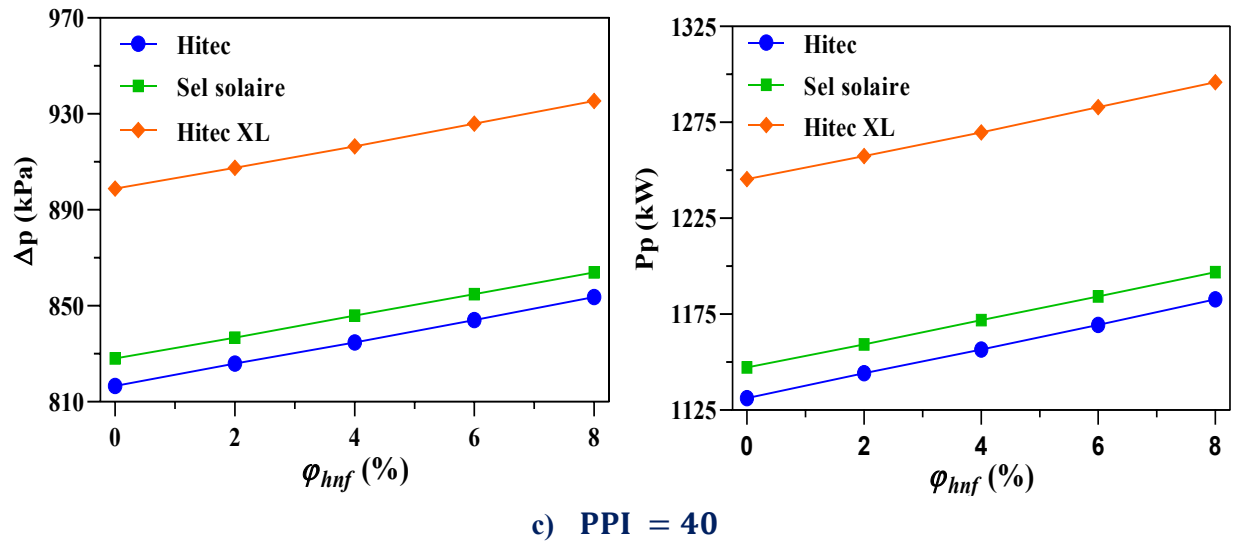 970
930
890
850
810
Δp (kPa)
Hitec
Sel solaire
Hitec XL
0 2 4 6 8
φhnf (%)
1325
1275
1225
1175
1125
Pp (kW)
Hitec
Sel solaire
Hitec XL
0 2 4 6 8
φhnf (%)
c) PPI = 40